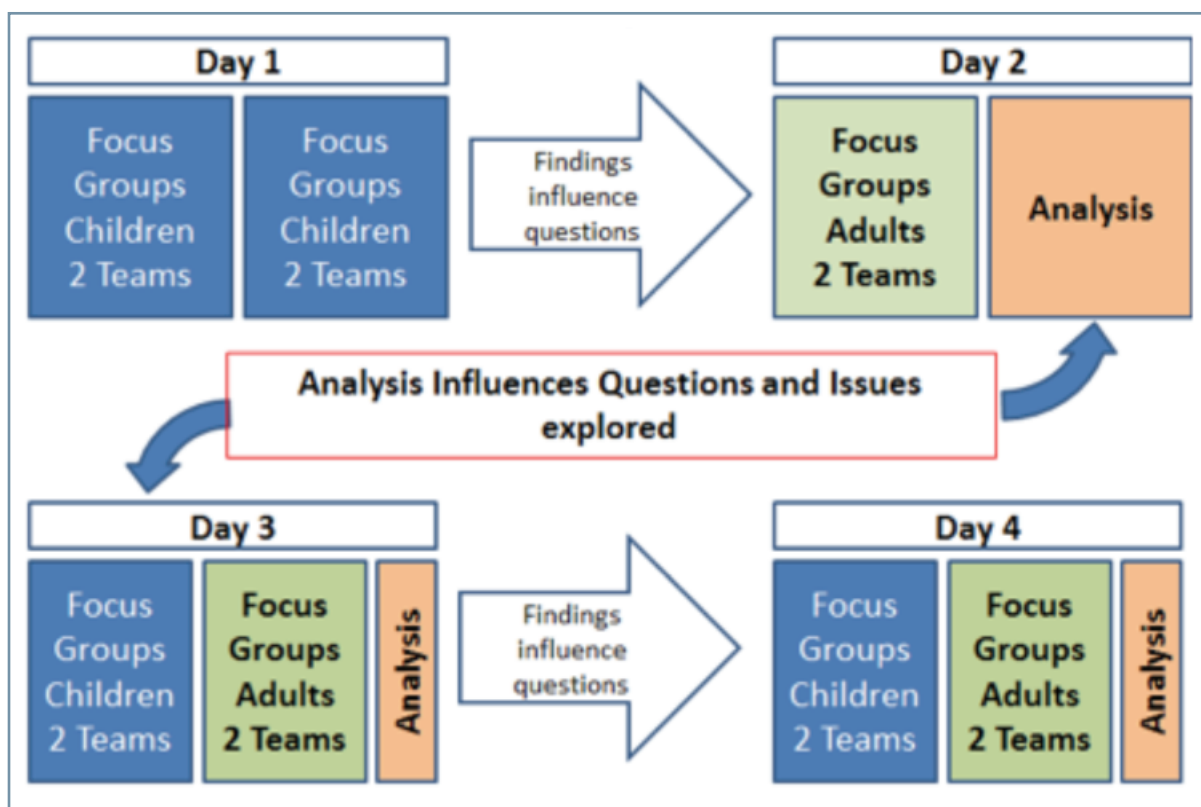 Day 1
Focus
Groups
Children
2 Teams
Focus
Groups
Children
2 Teams
Findings
influence
questions
Day 2
Focus
Groups
Adults
2 Teams
Analysis
Analysis Influences Questions and Issues
explored
Day 3
Focus
Groups
Children
2 Teams
Focus
Groups
Adults
2 Teams
Analysis
Findings
influence
questions
Day 4
Focus
Groups
Children
2 Teams
Focus
Groups
Adults
2 Teams
Analysis